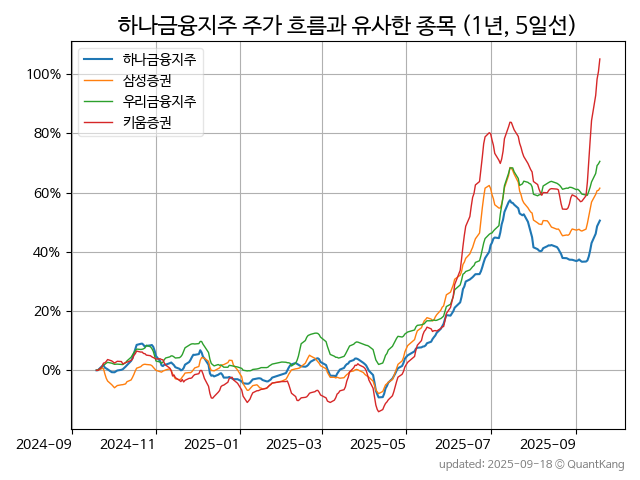 하나금융지주 주가 흐름과 유사한 종목 (1년, 5일선)
하나금융지주
삼성증권
우리금융지주
키움증권
100%
80%
60%
40%
20%
0%
2024-09 2024-11 2025-01 2025-03 2025-05 2025-07 2025-09
updated: 2025-09-18 © QuantKang